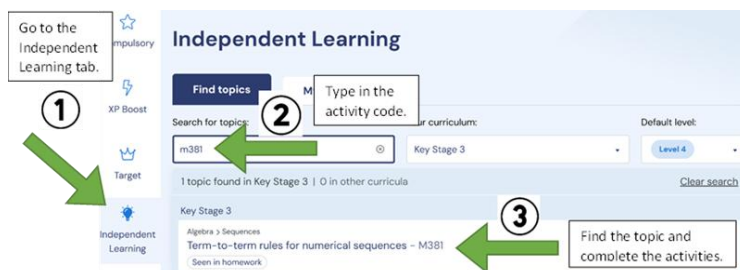 Go to the
Independent
Learning tab.
1
XP Boost
Target
Independent
Learning
Independent Learning
Find topics
Type in the
activity code.
2
Search for topics:
curriculum:
Default level:
m381
Key Stage 3
Level 4
1 topic found in Key Stage 3 | 0 in other curricula
Clear search
Key Stage 3
Algebra > Sequences
Term-to-term rules for numerical sequences - M381
Seen in homework
3
Find the topic and
complete the activities.